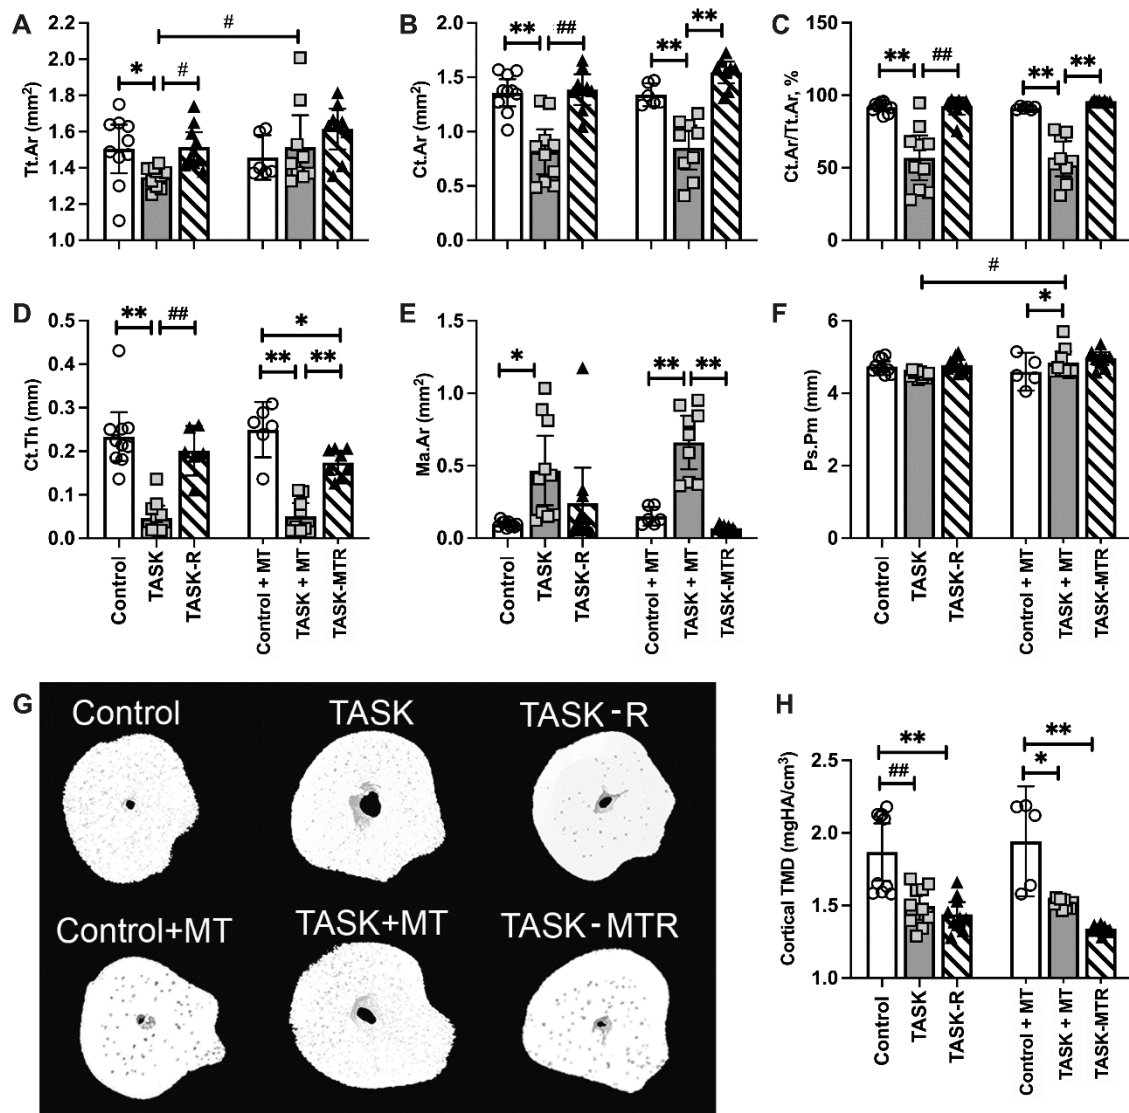 A
Tt.Ar (mm²)
2.2
2.0
1.8
1.6
1.4
1.2
1.0
*
#
#
B
Ct.Ar (mm²)
2.0
1.5
1.0
0.5
0.0
**
##
**
**
C
Ct.Ar/Tt.Ar, %
150
100
50
0
**
##
**
**
D
Ct.Th (mm)
0.5
0.4
0.3
0.2
0.1
0.0
**
##
**
**
*
Control
TASK
TASK-R
Control + MT
TASK + MT
TASK-MTR
E
Ma.Ar (mm²)
1.5
1.0
0.5
0.0
*
**
**
Control
TASK
TASK-R
Control + MT
TASK + MT
TASK-MTR
F
Ps.Pm (mm)
6
4
2
0
#
*
Control
TASK
TASK-R
Control + MT
TASK + MT
TASK-MTR
G
Control
TASK
TASK-R
Control+MT
TASK+MT
TASK-MTR
H
Cortical TMD (mgHA/cm³)
2.5
2.0
1.5
1.0
**
##
**
*
Control
TASK
TASK-R
Control + MT
TASK + MT
TASK-MTR